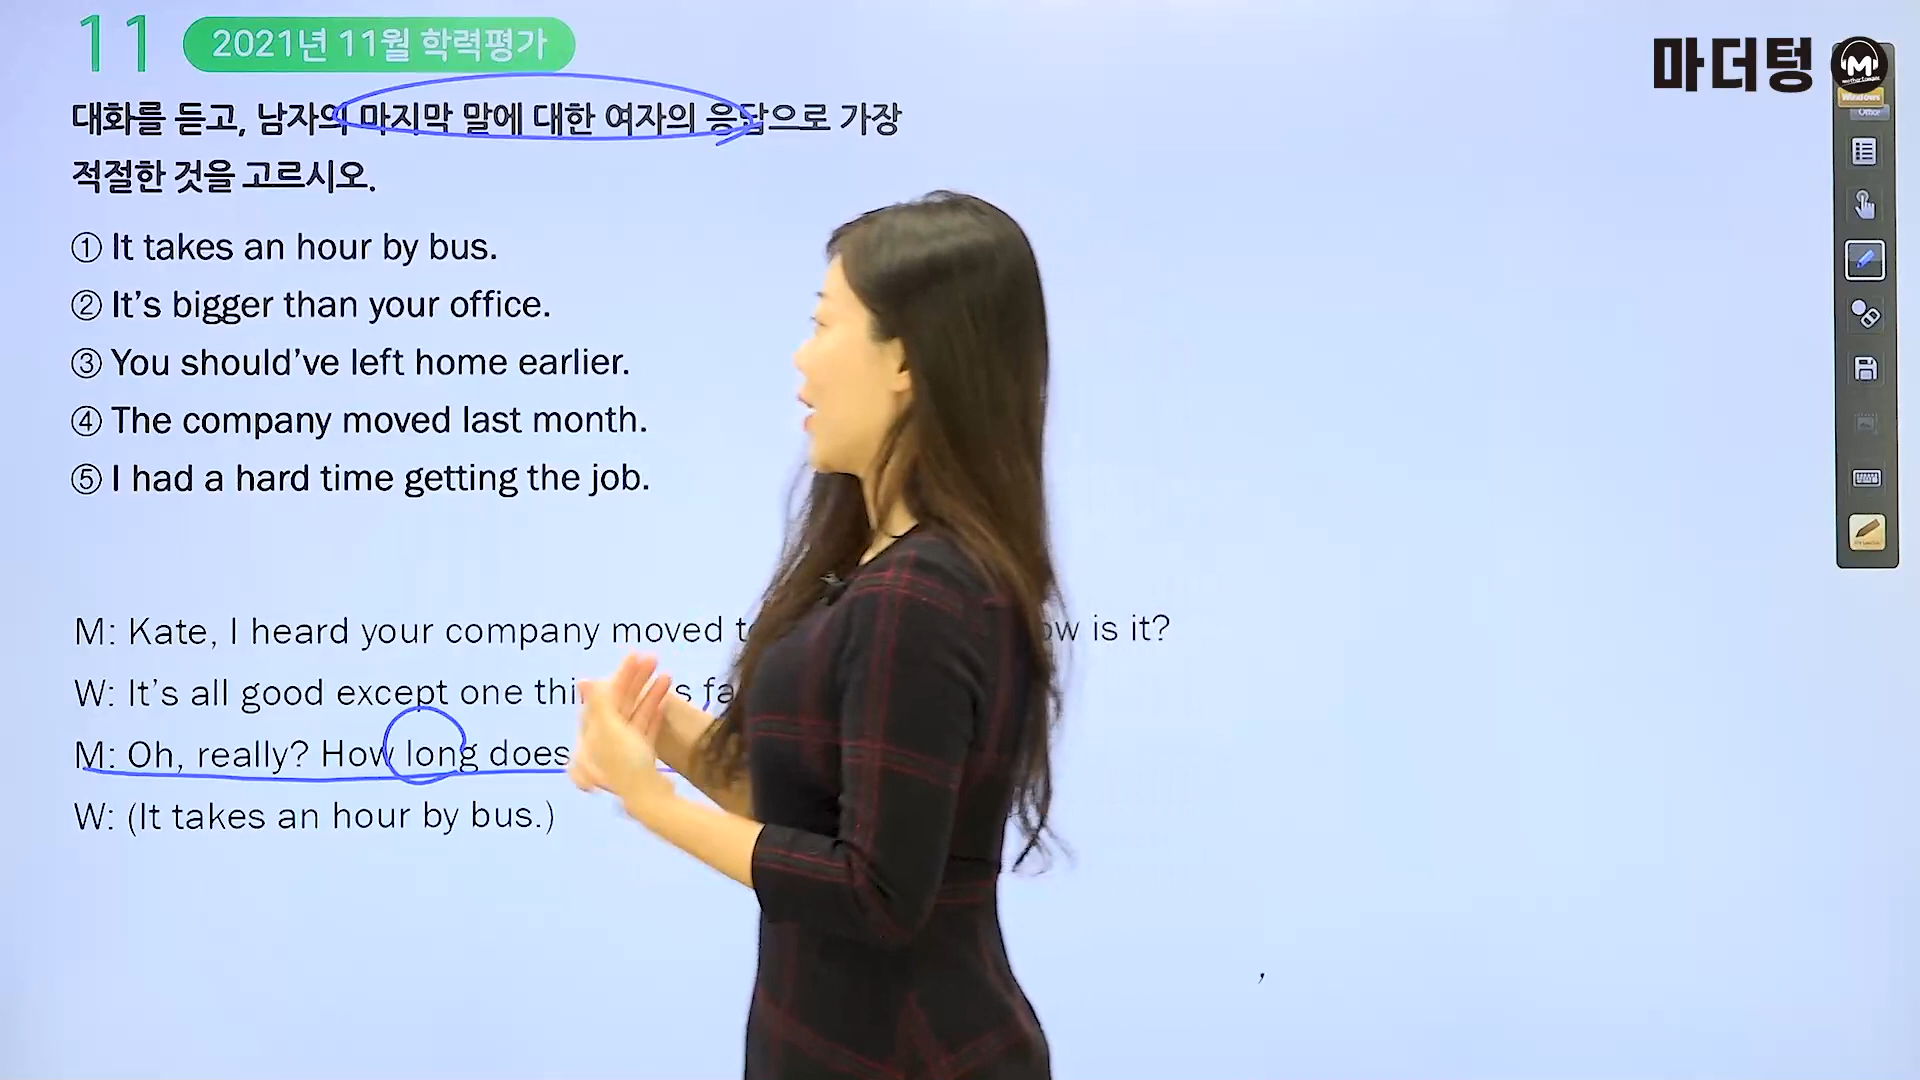 11 2021년 11월 학력평가
마더텅
대화를 듣고, 남자의 마지막 말에 대한 여자의 응답으로 가장
적절한 것을 고르시오.
① It takes an hour by bus.
② It's bigger than your office.
③ You should've left home earlier.
④ The company moved last month.
⑤ I had a hard time getting the job.
M: Kate, I heard your company moved is it?
W: It's all good except one
M: Oh, really? How long does
W: (It takes an hour by bus.)